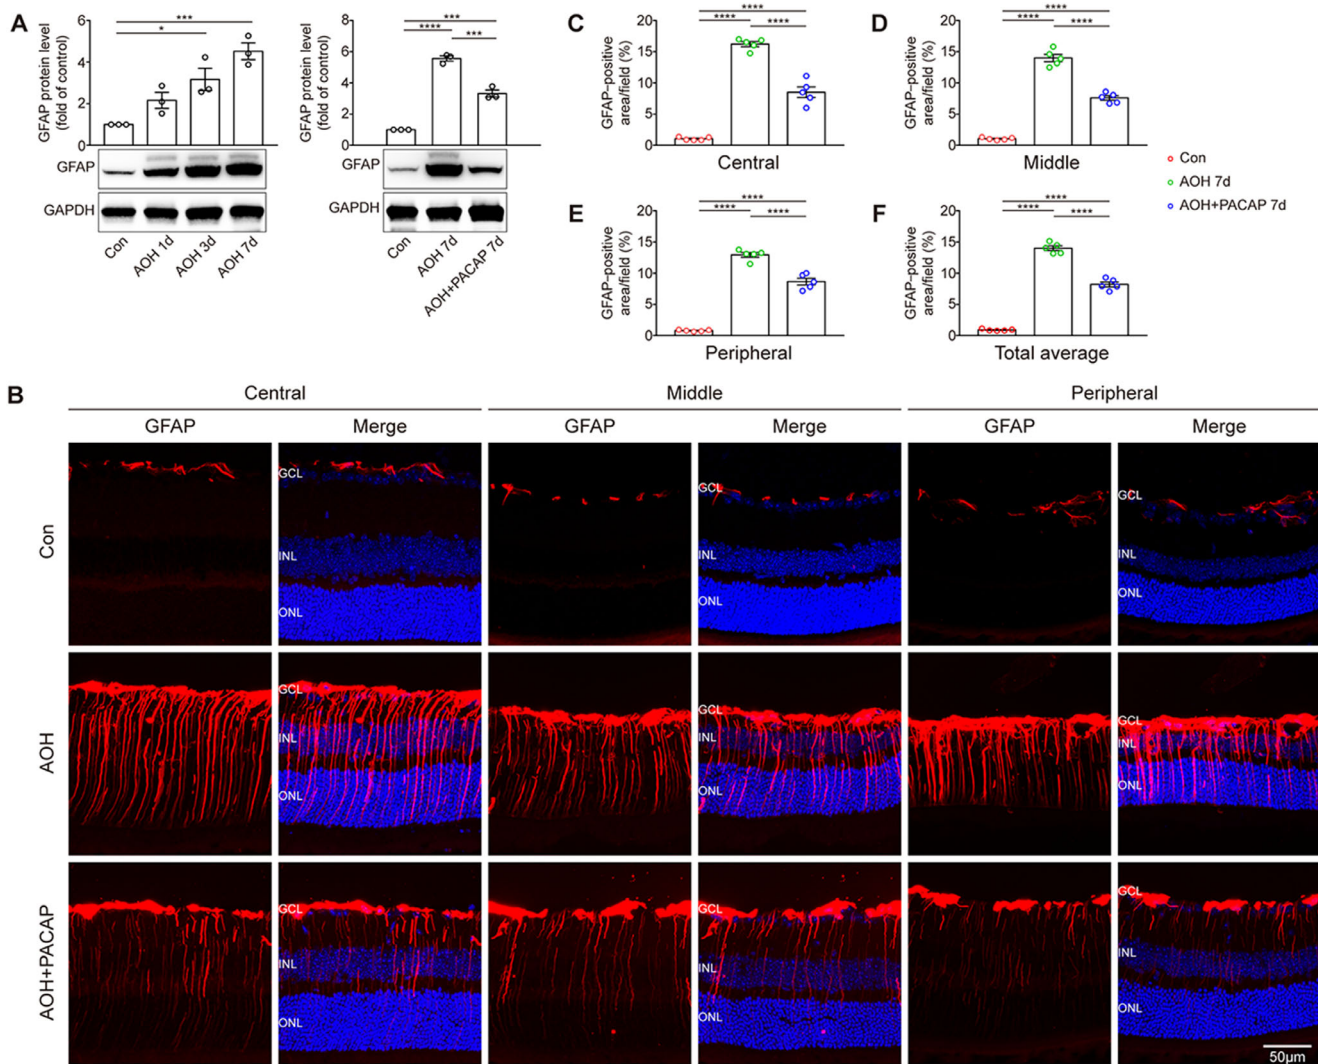 A
GFAP protein level
(fold of control)
6
4
2
0
***
*
GFAP
GAPDH
Con
AOH 1d
AOH 3d
AOH 7d
GFAP protein level
(fold of control)
8
6
4
2
0
***
****
***
GFAP
GAPDH
Con
AOH 7d
AOH+PACAP 7d
C
GFAP-positive
area/field (%)
20
15
10
5
0
****
****
****
Central
D
GFAP-positive
area/field (%)
20
15
10
5
0
****
****
****
Middle
Con
AOH 7d
AOH+PACAP 7d
E
GFAP-positive
area/field (%)
20
15
10
5
0
****
****
****
Peripheral
F
GFAP-positive
area/field (%)
20
15
10
5
0
****
****
****
Total average
B
Central Middle Peripheral
GFAP Merge GFAP Merge GFAP Merge
Con
GCL
INL
ONL
GCL
INL
ONL
GCL
INL
ONL
AOH
GCL
INL
ONL
GCL
INL
ONL
GCL
INL
ONL
AOH+PACAP
GCL
INL
ONL
GCL
INL
ONL
GCL
INL
ONL
50μm